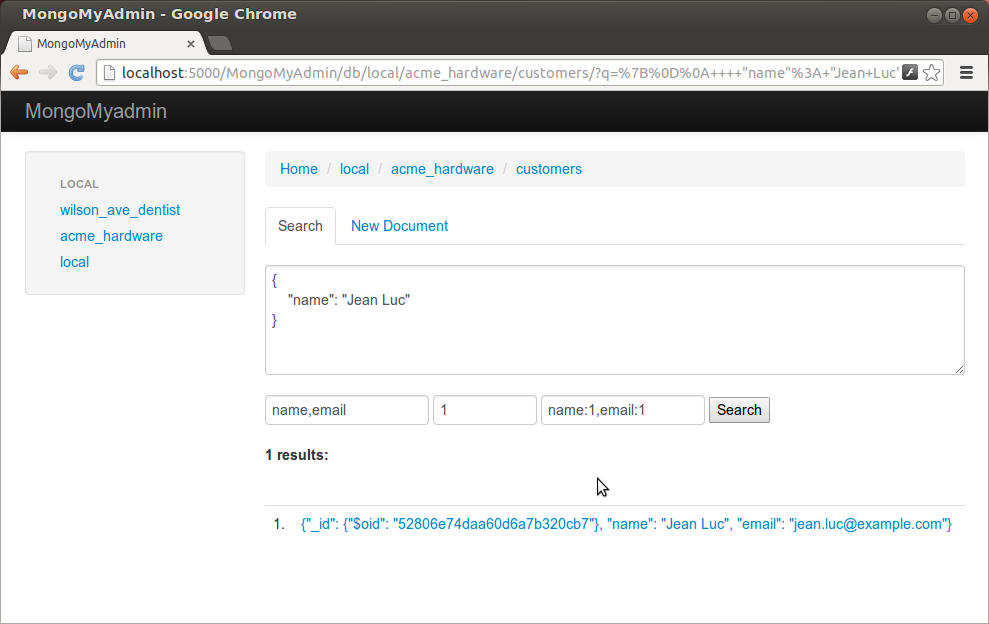 MongoMyAdmin - Google Chrome
MongoMyAdmin
localhost:5000/MongoMyAdmin/db/local/acme_hardware/customers/?q=%7B%0D%0A++++"name"%3A+"Jean+Luc'
MongoMyadmin
LOCAL
wilson_ave_dentist
acme_hardware
local
Home / local / acme_hardware / customers
Search New Document
{
"name": "Jean Luc"
}
name,email 1 name:1,email:1 Search
1 results:
1. {"_id": {"$oid": "52806e74daa60d6a7b320cb7"}, "name": "Jean Luc", "email": "jean.luc@example.com"}